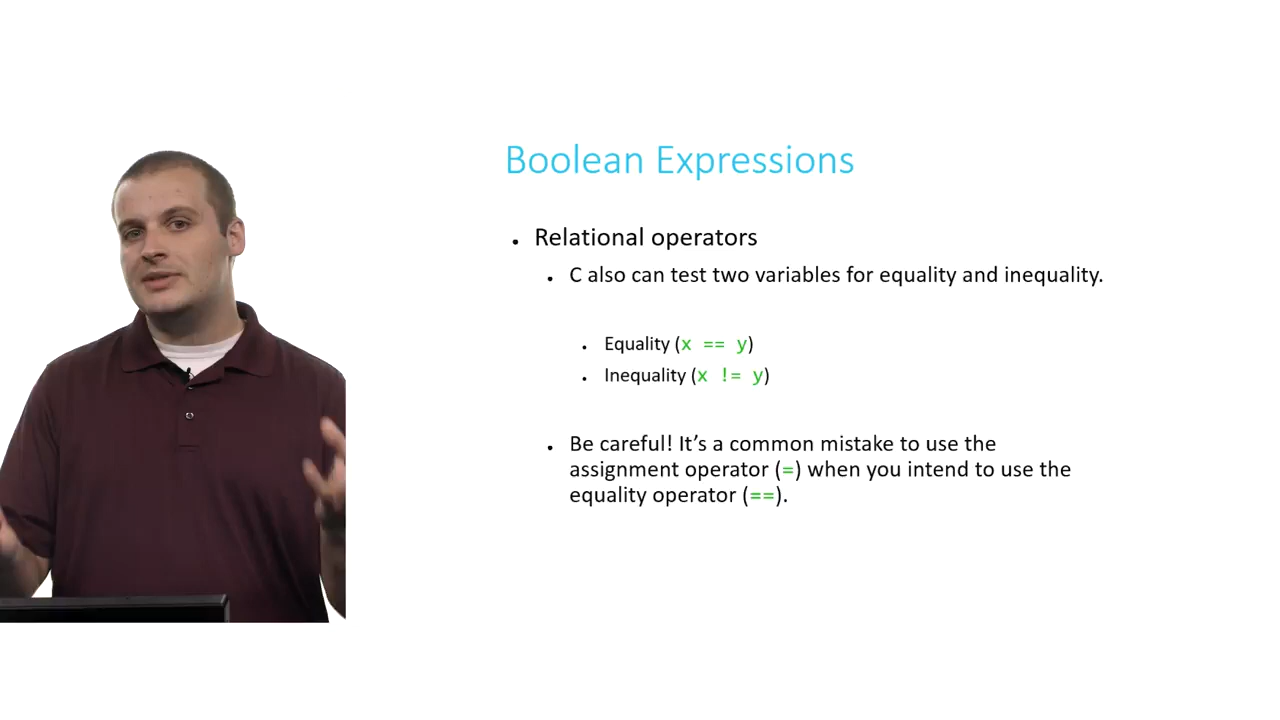 Boolean Expressions
• Relational operators
• C also can test two variables for equality and inequality.
• Equality (x == y)
• Inequality (x != y)
• Be careful! It’s a common mistake to use the
assignment operator (=) when you intend to use the
equality operator (==).